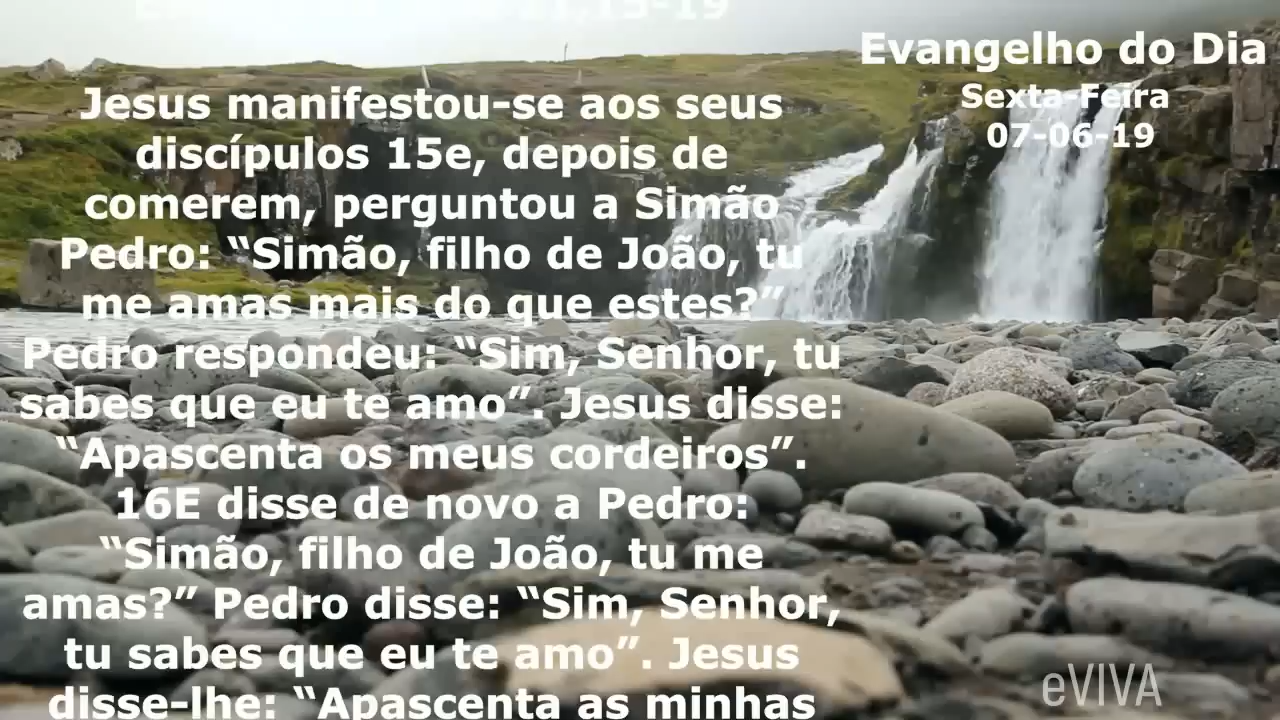 21,15-19
Jesus manifestou-se aos seus
discípulos 15e, depois de
comerem, perguntou a Simão
Pedro: “Simão, filho de João, tu
me amas mais do que estes?”
Pedro respondeu: “Sim, Senhor, tu
sabes que eu te amo”. Jesus disse:
“Apascenta os meus cordeiros”.
16E disse de novo a Pedro:
“Simão, filho de João, tu me
amas?” Pedro disse: “Sim, Senhor,
tu sabes que eu te amo”. Jesus
disse-lhe: “Apascenta as minhas
Evangelho do Dia
Sexta-Feira
07-06-19
eVIVA